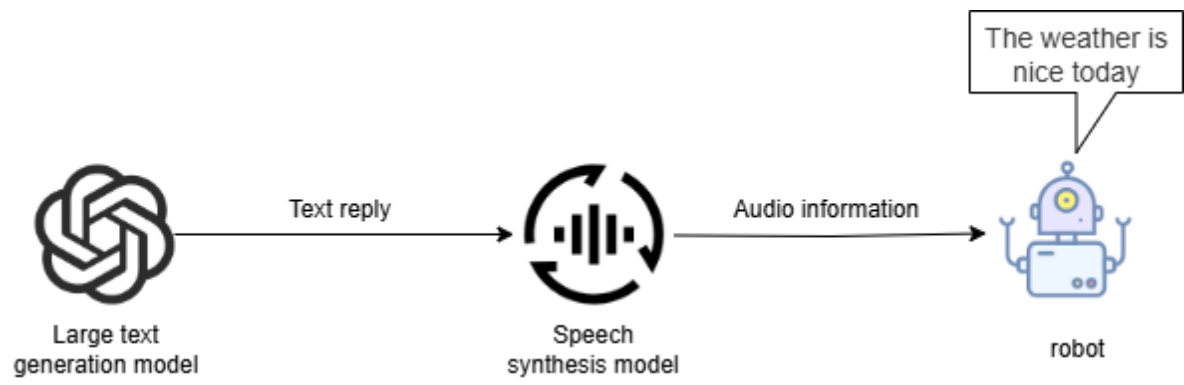 The weather is
nice today
Text reply
Audio information
Large text
generation model
Speech
synthesis model
robot